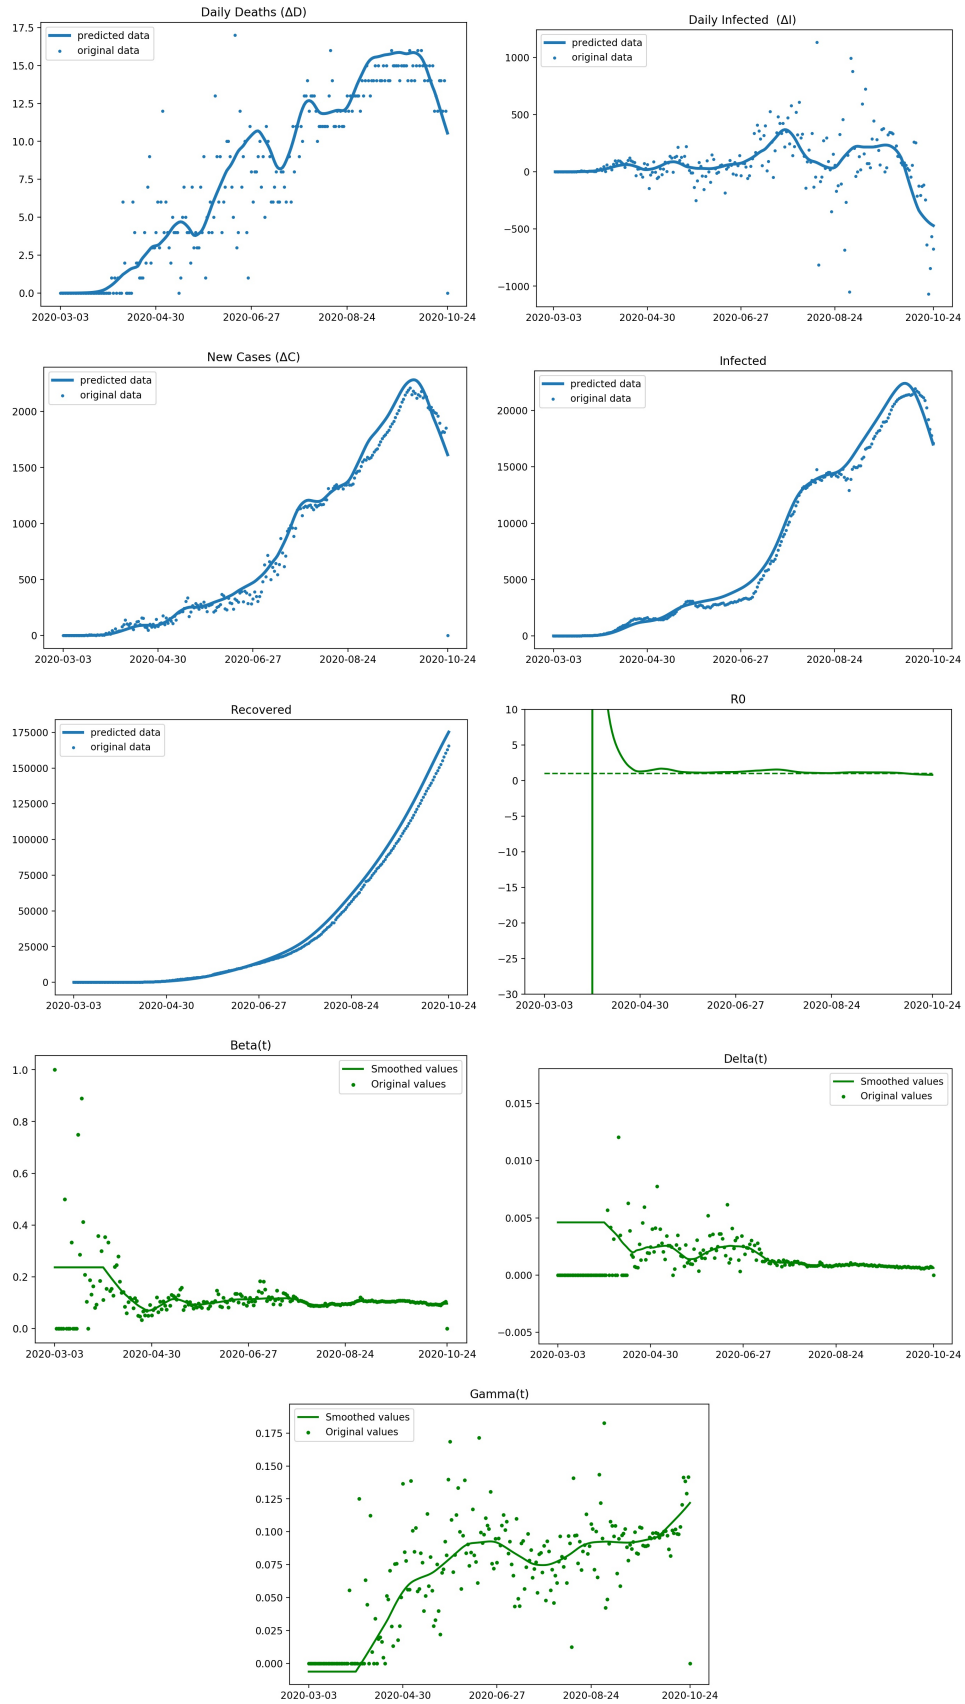 Daily Deaths (ΔD)
17.5
15.0
12.5
10.0
7.5
5.0
2.5
0.0
predicted data
original data
2020-03-03 2020-04-30 2020-06-27 2020-08-24 2020-10-24
Daily Infected (ΔI)
1000
500
0
−500
−1000
predicted data
original data
2020-03-03 2020-04-30 2020-06-27 2020-08-24 2020-10-24
New Cases (ΔC)
2000
1500
1000
500
0
predicted data
original data
2020-03-03 2020-04-30 2020-06-27 2020-08-24 2020-10-24
Infected
20000
15000
10000
5000
0
predicted data
original data
2020-03-03 2020-04-30 2020-06-27 2020-08-24 2020-10-24
Recovered
175000
150000
125000
100000
75000
50000
25000
0
predicted data
original data
2020-03-03 2020-04-30 2020-06-27 2020-08-24 2020-10-24
R0
10
5
0
−5
−10
−15
−20
−25
−30
2020-03-03 2020-04-30 2020-06-27 2020-08-24 2020-10-24
Beta(t)
1.0
0.8
0.6
0.4
0.2
0.0
Smoothed values
Original values
2020-03-03 2020-04-30 2020-06-27 2020-08-24 2020-10-24
Delta(t)
0.015
0.010
0.005
0.000
−0.005
Smoothed values
Original values
2020-03-03 2020-04-30 2020-06-27 2020-08-24 2020-10-24
Gamma(t)
0.175
0.150
0.125
0.100
0.075
0.050
0.025
0.000
Smoothed values
Original values
2020-03-03 2020-04-30 2020-06-27 2020-08-24 2020-10-24